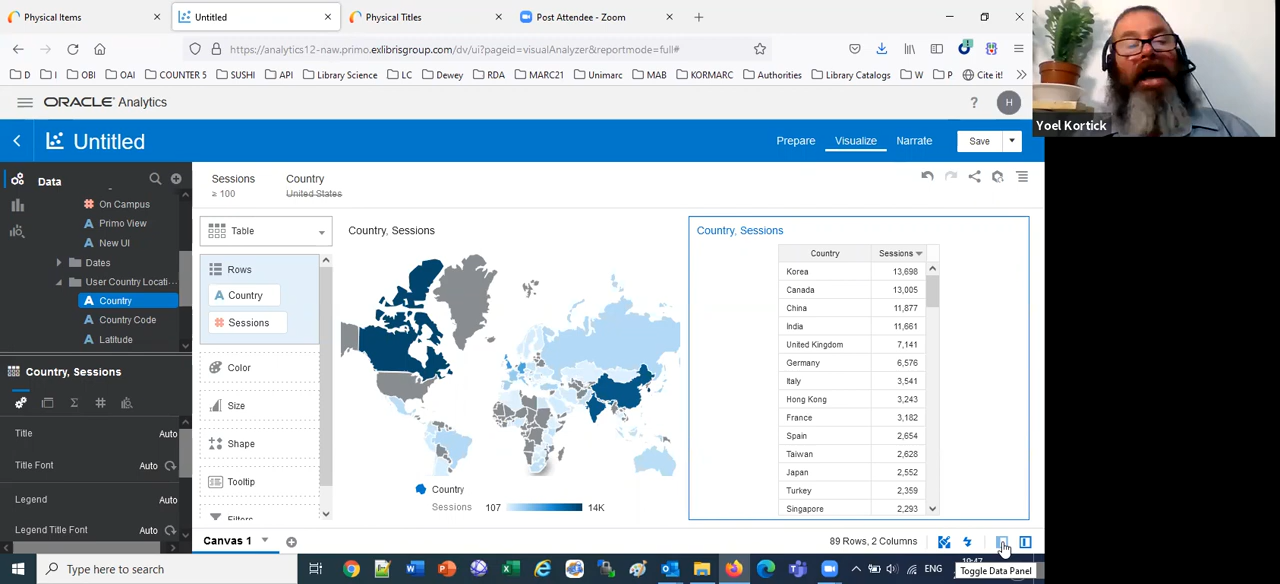 Physical Items
Untitled
Physical Titles
Post Attendee - Zoom
https://analytics12-naw.primo.exlibrisgroup.com/dv/ui?pageid=visualAnalyzer&reportmode=full#
D
I
OBI
OAI
COUNTER 5
SUSHI
API
Library Science
LC
Dewey
RDA
MARC21
Unimarc
MAB
KORMARC
Authorities
Library Catalogs
W
P
Cite it!
Yoel Kortick
ORACLE Analytics
?
H
Untitled
Prepare
Visualize
Narrate
Save
Data
On Campus
Primo View
New UI
Dates
User Country Locati...
Country
Country Code
Latitude
Country, Sessions
Title
Auto
Title Font
Auto
Legend
Auto
Legend Title Font
Auto
Sessions
≥ 100
Country
United States
Table
Rows
Country
Sessions
Color
Size
Shape
Tooltip
Filters
Country, Sessions
Country
Sessions
107
14K
Country, Sessions
Country Sessions
Korea 13,698
Canada 13,005
China 11,877
India 11,661
United Kingdom 7,141
Germany 6,576
Italy 3,541
Hong Kong 3,243
France 3,182
Spain 2,654
Taiwan 2,628
Japan 2,552
Turkey 2,359
Singapore 2,293
Canvas 1
89 Rows, 2 Columns
Type here to search
ENG
Toggle Data Panel